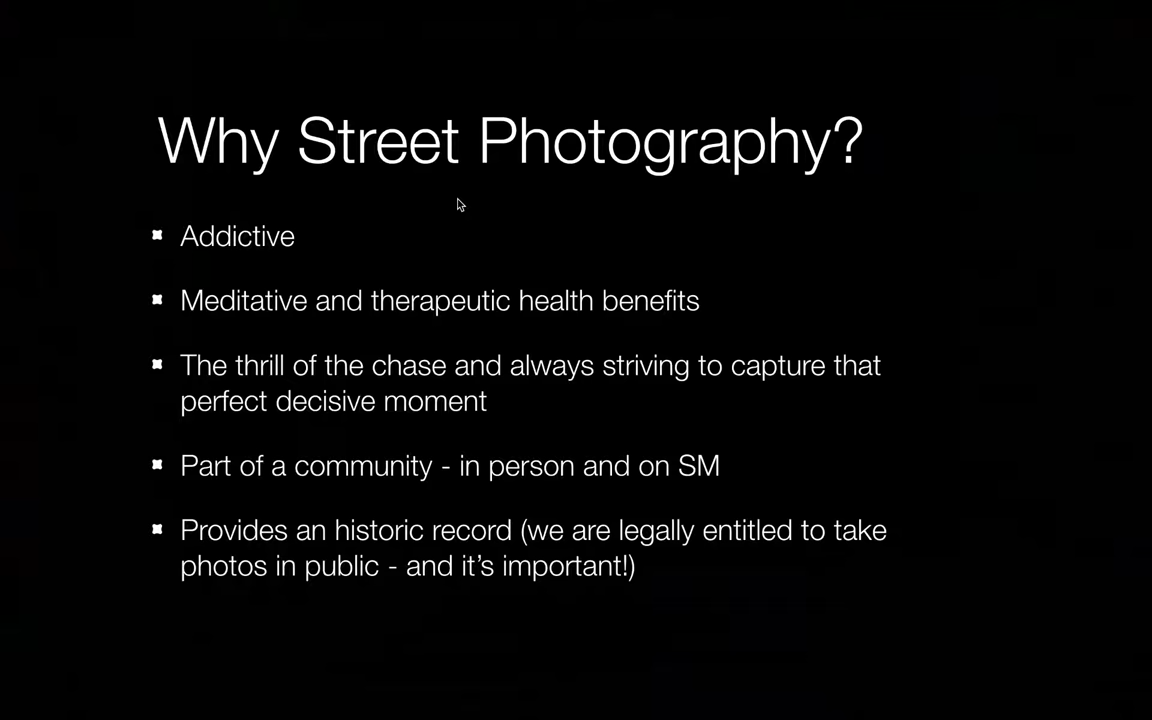 Why Street Photography?
Addictive
Meditative and therapeutic health benefits
The thrill of the chase and always striving to capture that
perfect decisive moment
Part of a community - in person and on SM
Provides an historic record (we are legally entitled to take
photos in public - and it’s important!)